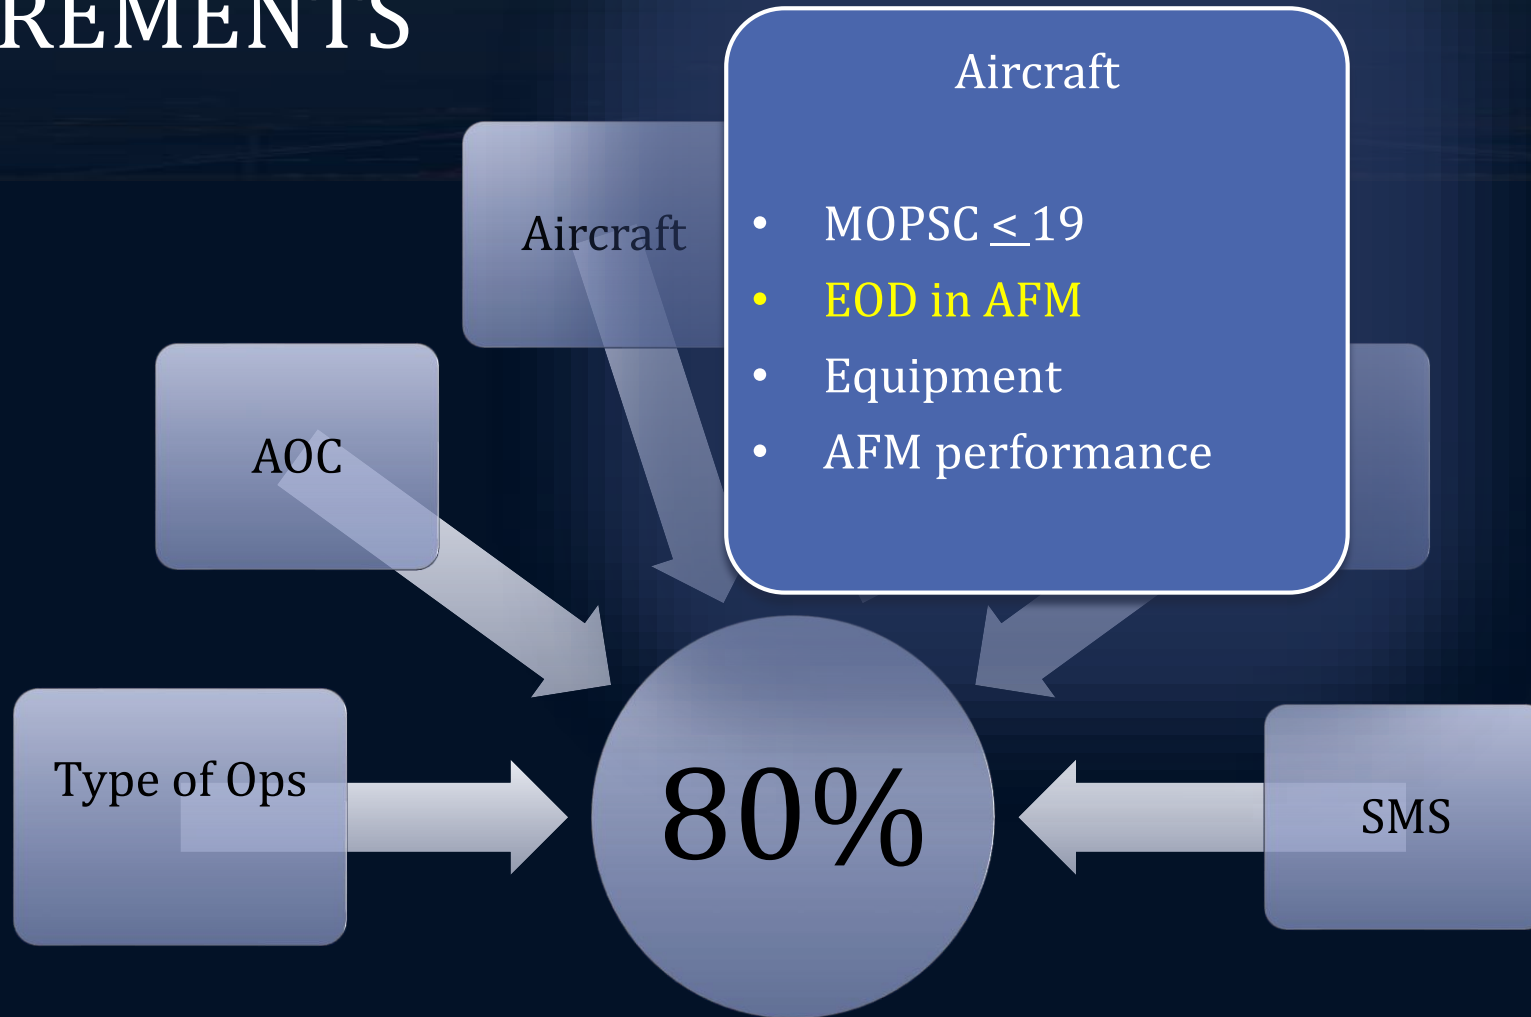 REMENTS
Aircraft
• MOPSC < 19
• EOD in AFM
• Equipment
• AFM performance
Aircraft
AOC
Type of Ops
80%
SMS